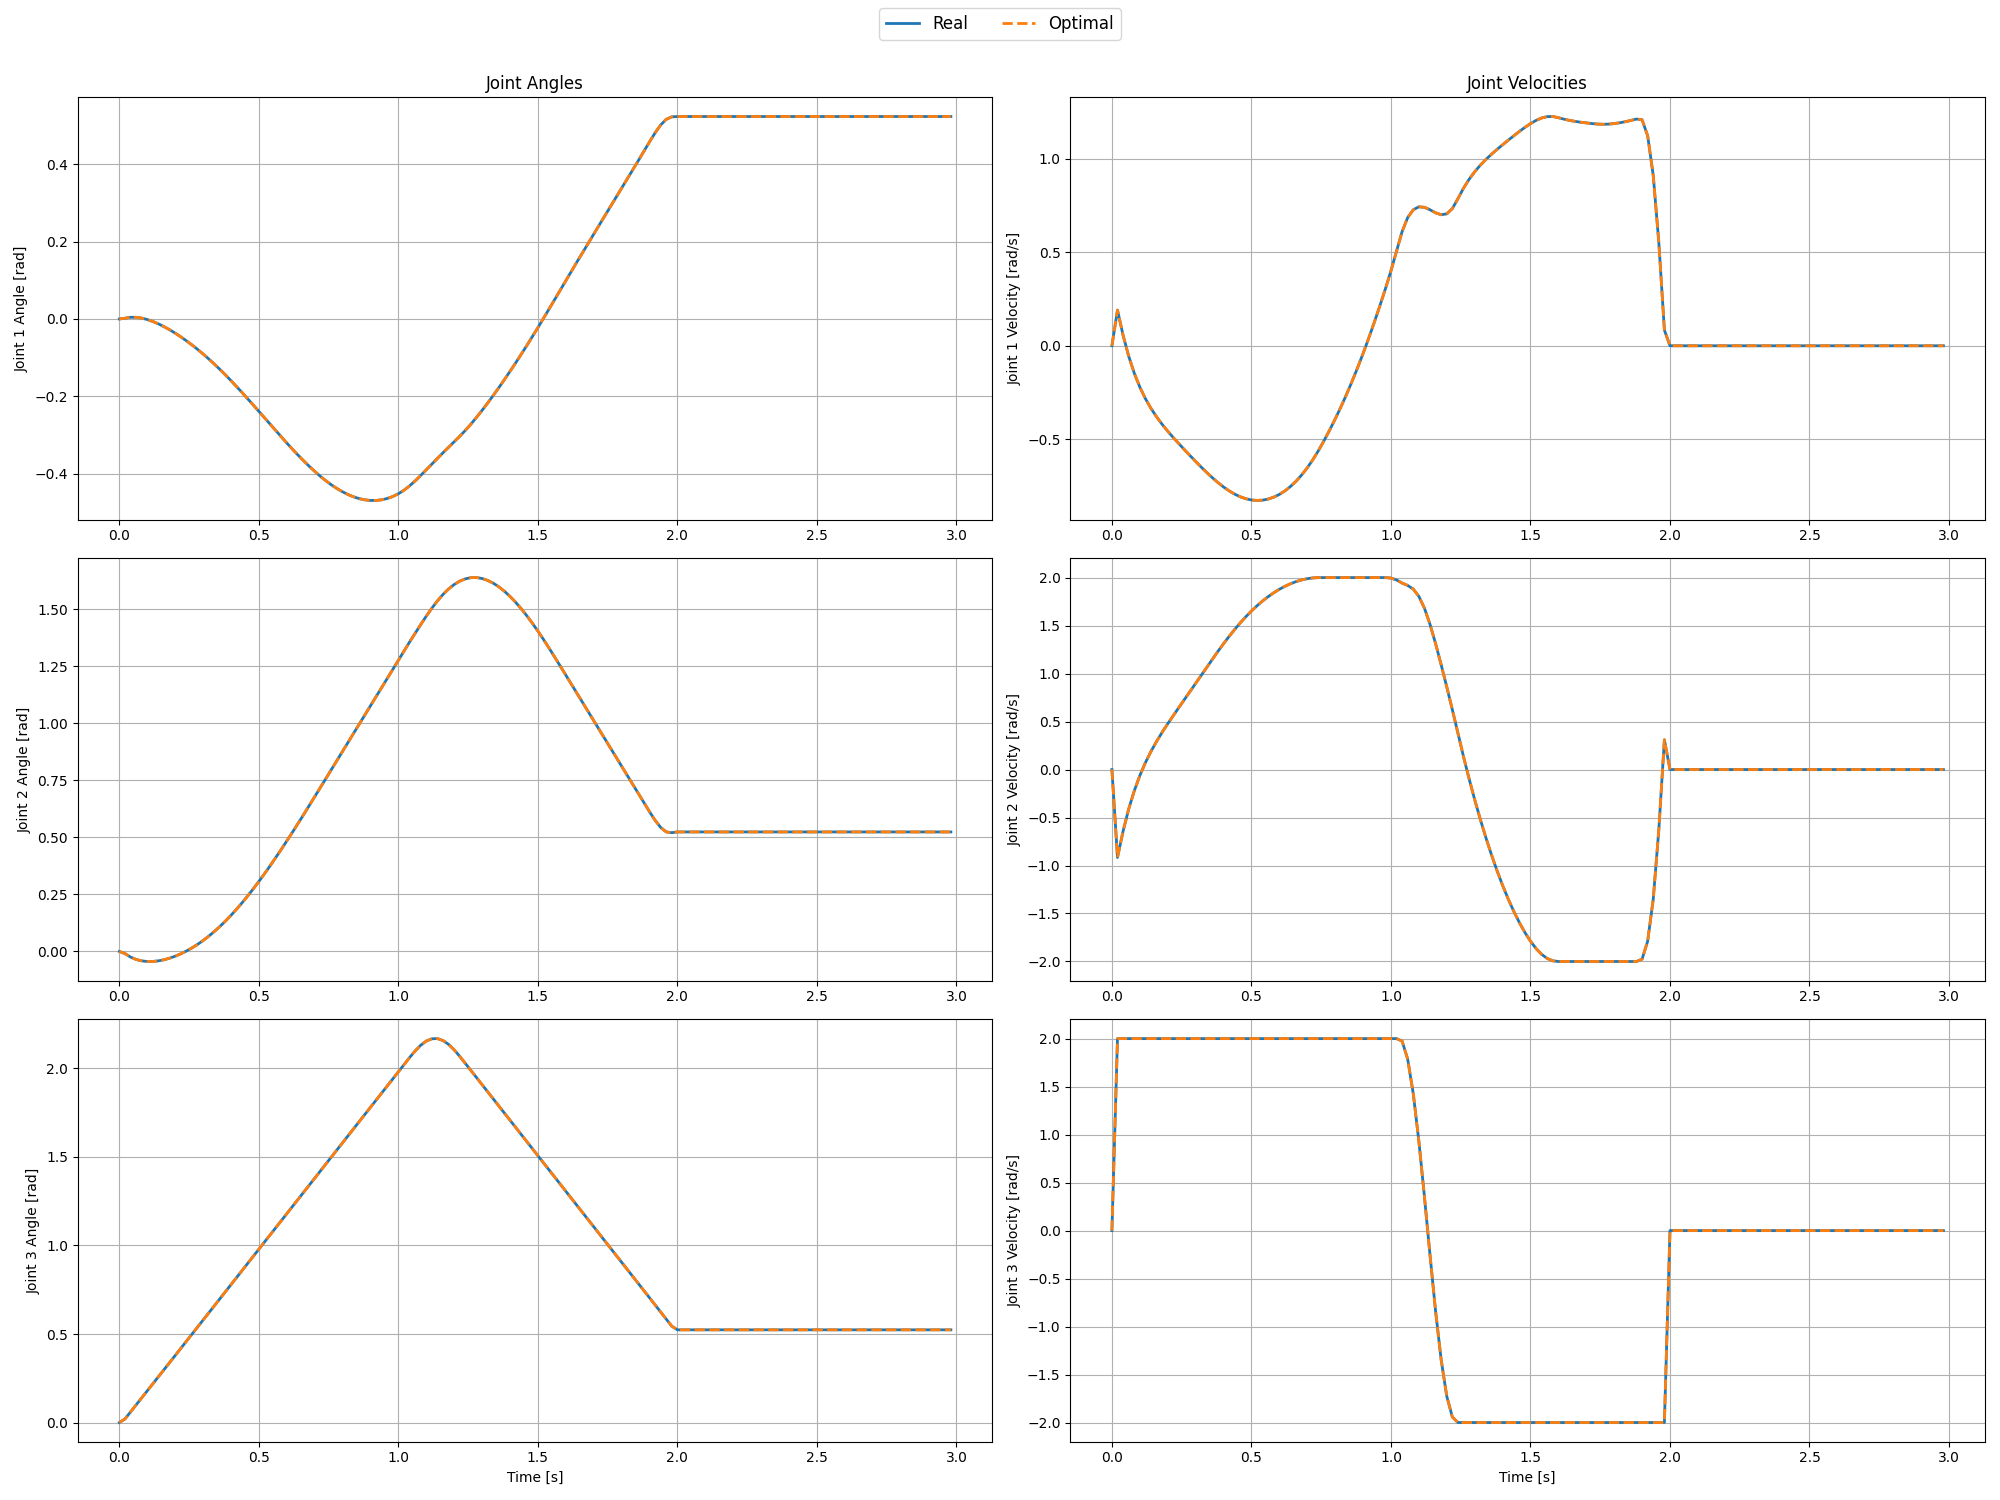 Real Optimal
Joint Angles
Joint 1 Angle [rad]
0.4
0.2
0.0
−0.2
−0.4
0.0 0.5 1.0 1.5 2.0 2.5 3.0
Joint Velocities
Joint 1 Velocity [rad/s]
1.0
0.5
0.0
−0.5
0.0 0.5 1.0 1.5 2.0 2.5 3.0
Joint 2 Angle [rad]
1.50
1.25
1.00
0.75
0.50
0.25
0.00
0.0 0.5 1.0 1.5 2.0 2.5 3.0
Joint 2 Velocity [rad/s]
2.0
1.5
1.0
0.5
0.0
−0.5
−1.0
−1.5
−2.0
0.0 0.5 1.0 1.5 2.0 2.5 3.0
Joint 3 Angle [rad]
2.0
1.5
1.0
0.5
0.0
0.0 0.5 1.0 1.5 2.0 2.5 3.0
Time [s]
Joint 3 Velocity [rad/s]
2.0
1.5
1.0
0.5
0.0
−0.5
−1.0
−1.5
−2.0
0.0 0.5 1.0 1.5 2.0 2.5 3.0
Time [s]